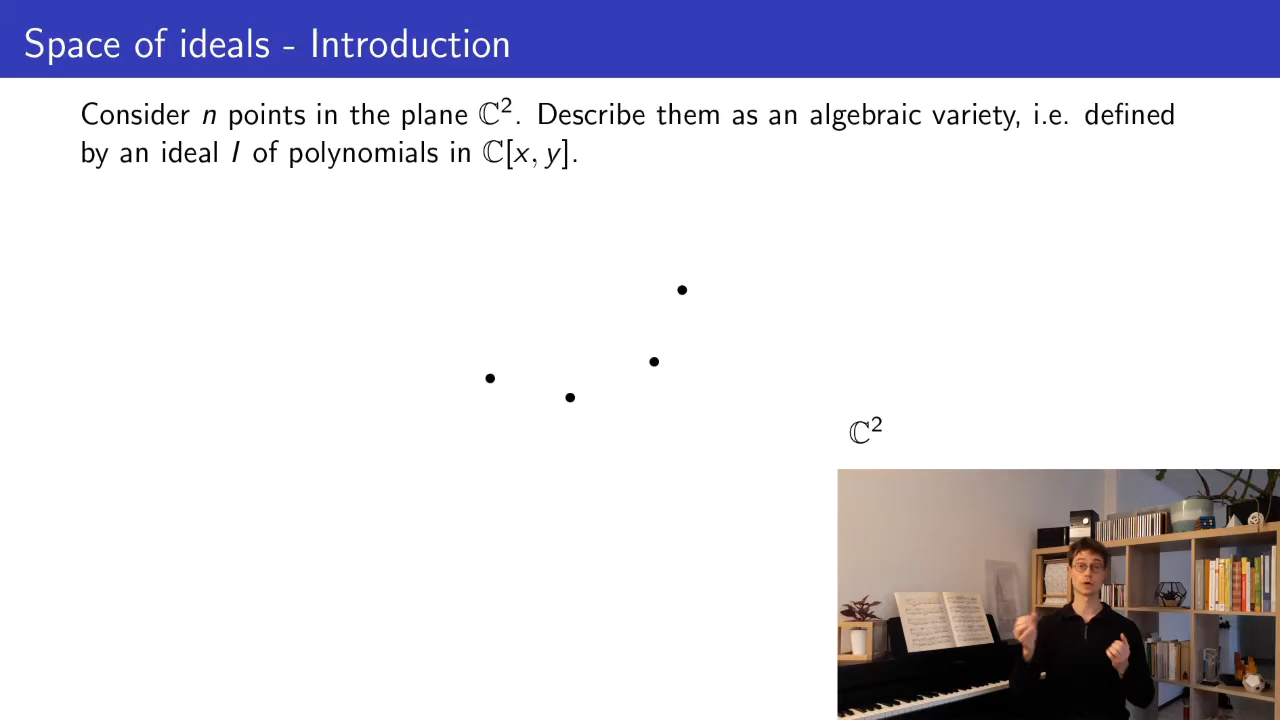 Space of ideals - Introduction
Consider n points in the plane ℂ². Describe them as an algebraic variety, i.e. defined
by an ideal I of polynomials in ℂ[x, y].
ℂ²